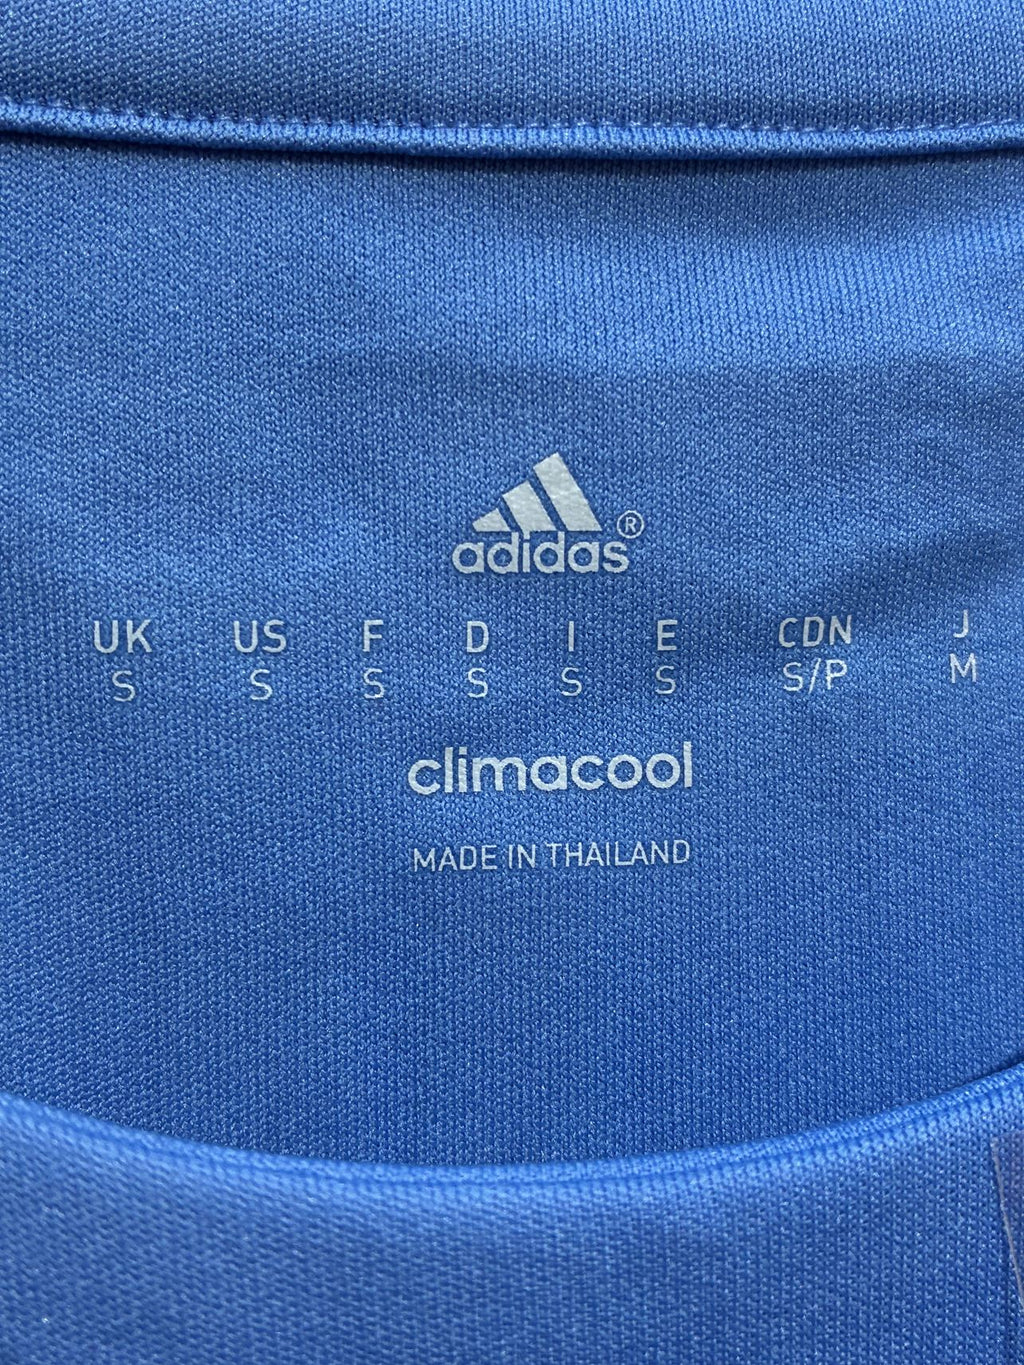 adidas®
UK US F D I E CDN J
S S S S S S S/P M
climacool
MADE IN THAILAND